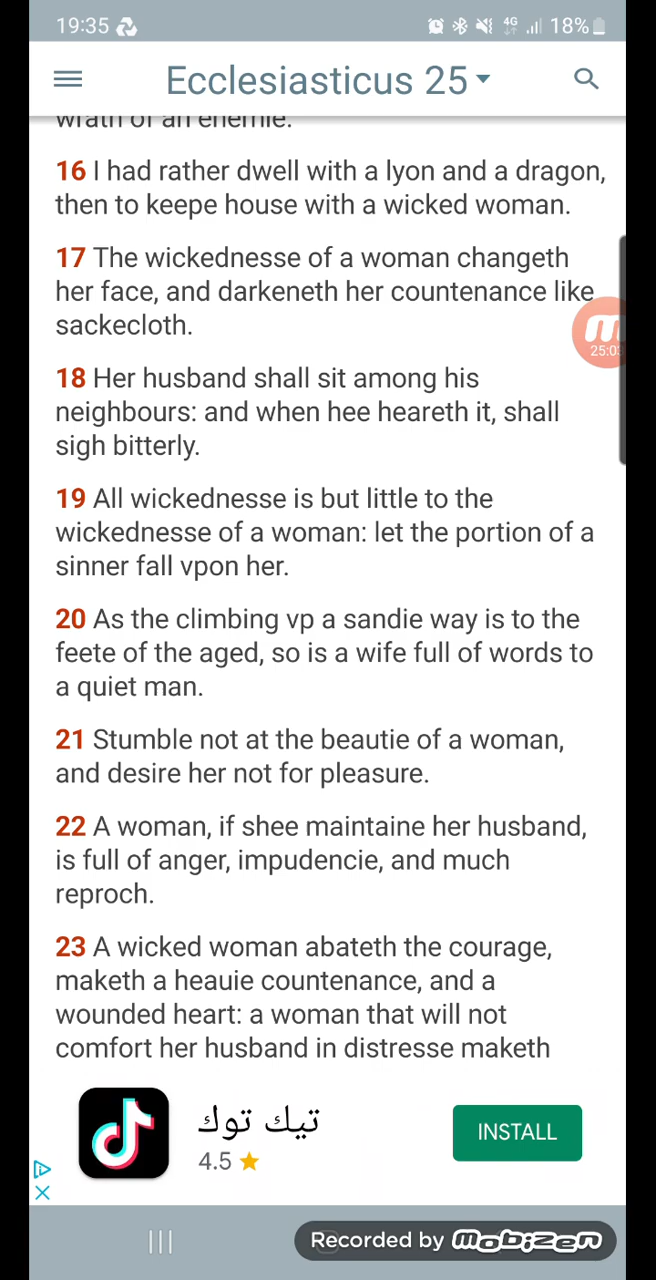 19:35
4G
18%
Ecclesiasticus 25
wrath of an enemie.
16 I had rather dwell with a lyon and a dragon,
then to keepe house with a wicked woman.
17 The wickednesse of a woman changeth
her face, and darkeneth her countenance like
sackecloth.
25:03
18 Her husband shall sit among his
neighbours: and when hee heareth it, shall
sigh bitterly.
19 All wickednesse is but little to the
wickednesse of a woman: let the portion of a
sinner fall vpon her.
20 As the climbing vp a sandie way is to the
feete of the aged, so is a wife full of words to
a quiet man.
21 Stumble not at the beautie of a woman,
and desire her not for pleasure.
22 A woman, if shee maintaine her husband,
is full of anger, impudencie, and much
reproch.
23 A wicked woman abateth the courage,
maketh a heauie countenance, and a
wounded heart: a woman that will not
comfort her husband in distresse maketh
تيك توك
4.5
INSTALL
Recorded by mobizen